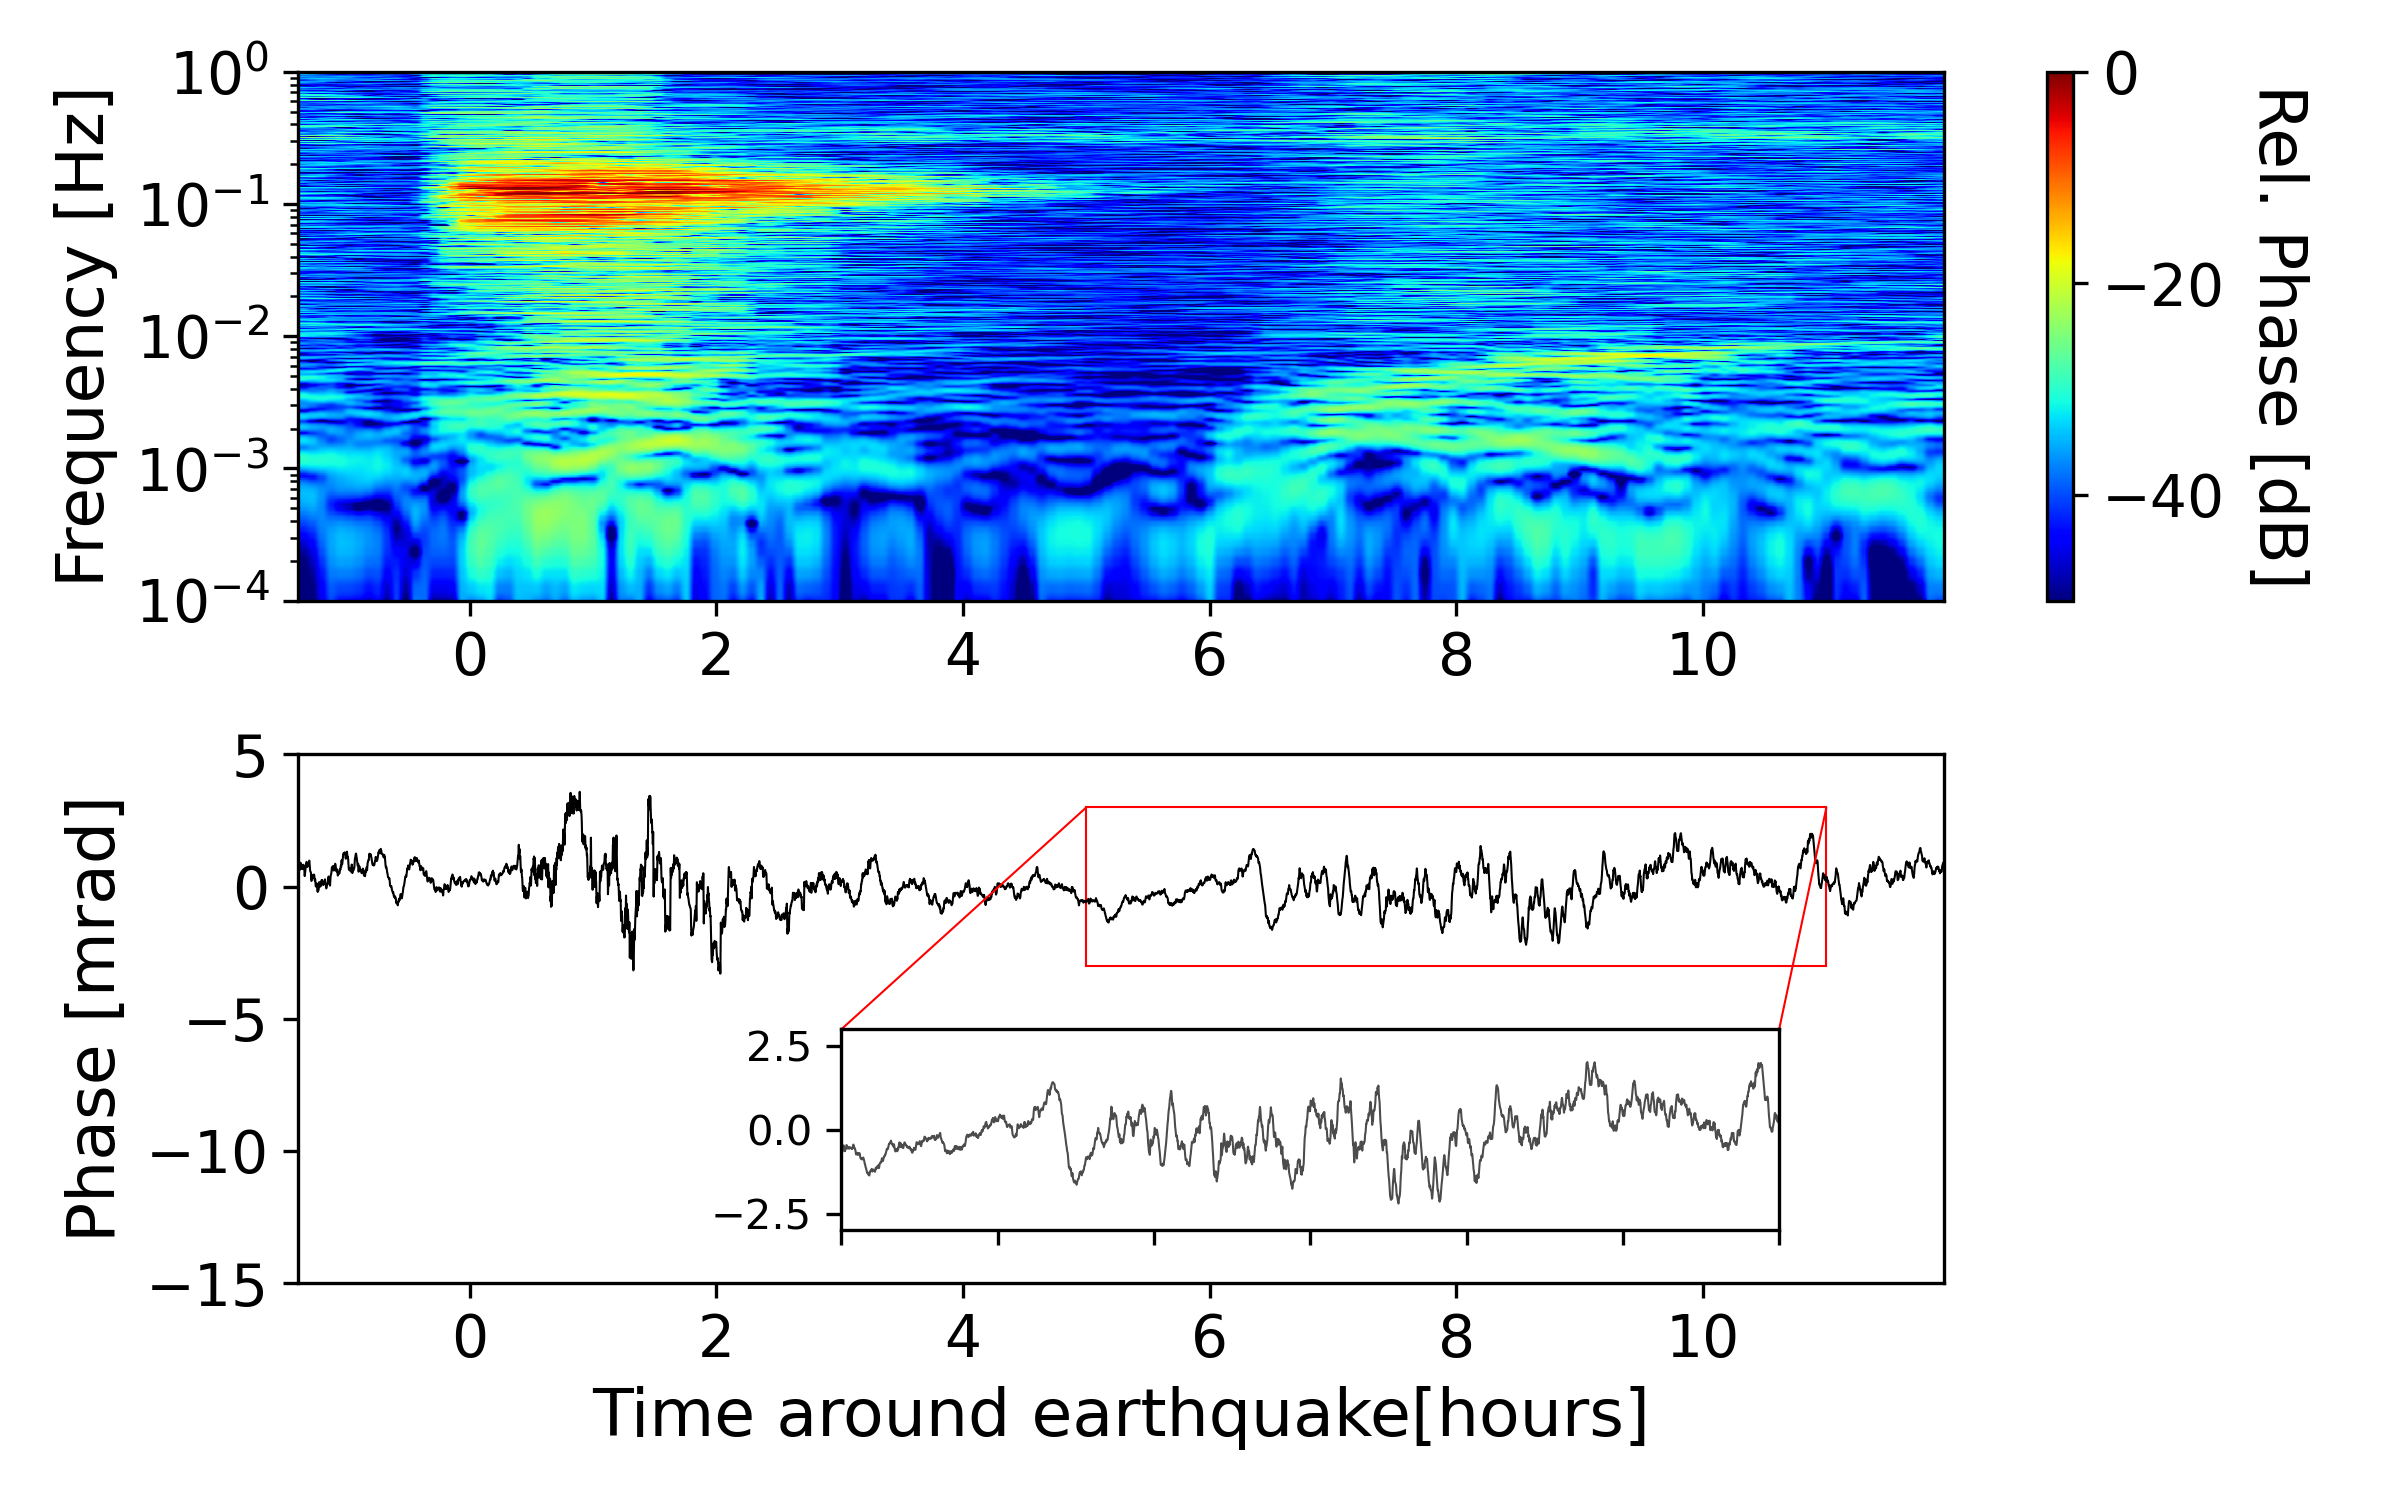 10⁰
10⁻¹
10⁻²
10⁻³
10⁻⁴
Frequency [Hz]
0 2 4 6 8 10
0
−20
−40
Rel. Phase [dB]
5
0
−5
−10
−15
Phase [mrad]
2.5
0.0
−2.5
0 2 4 6 8 10
Time around earthquake[hours]